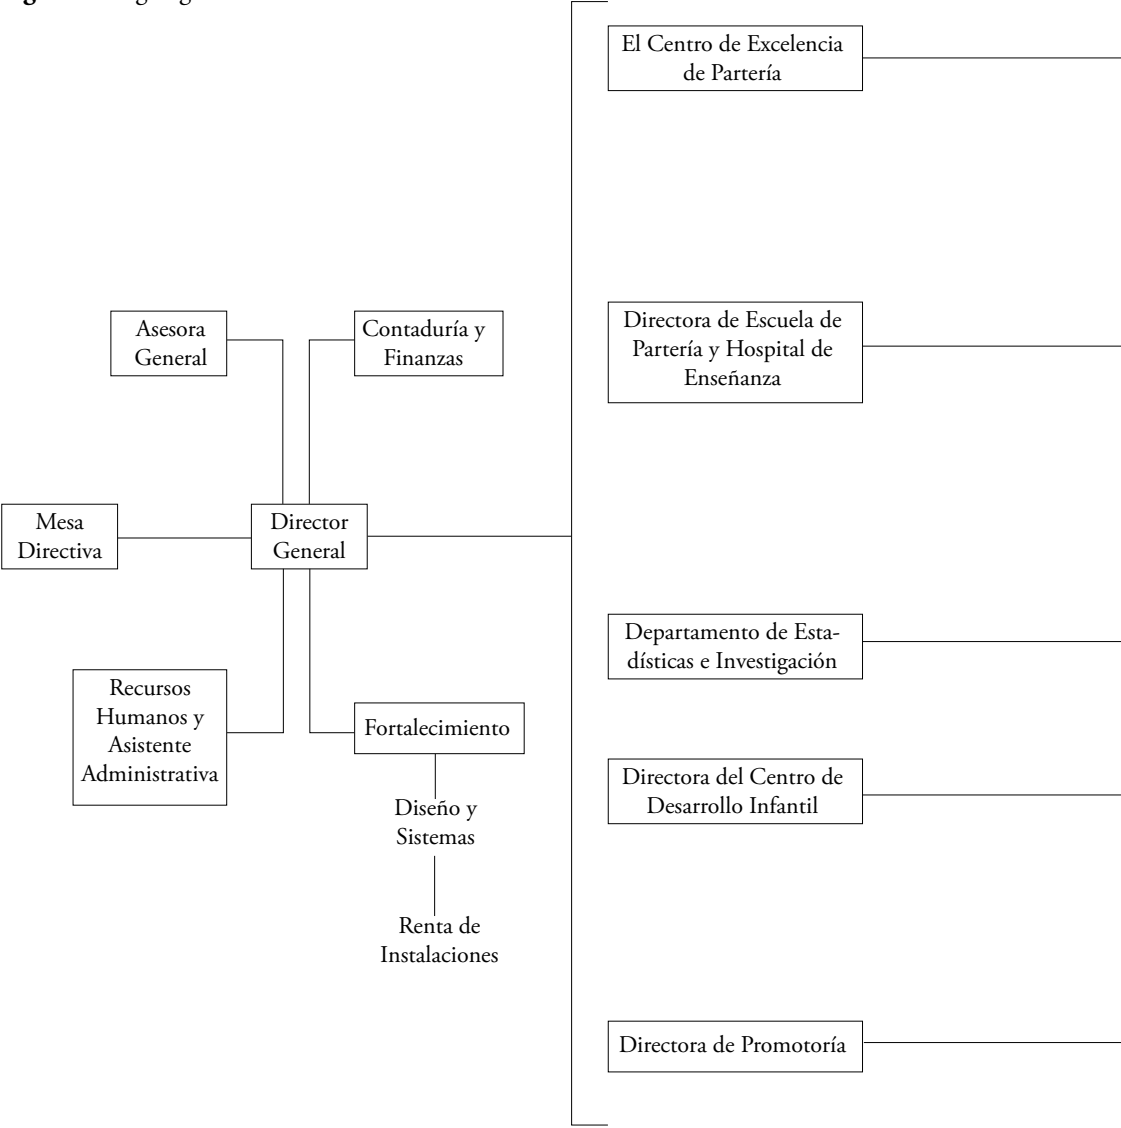 El Centro de Excelencia
de Partería
Asesora
General
Contaduría y
Finanzas
Directora de Escuela de
Partería y Hospital de
Enseñanza
Mesa
Directiva
Director
General
Departamento de Esta-
dísticas e Investigación
Recursos
Humanos y
Asistente
Administrativa
Fortalecimiento
Directora del Centro de
Desarrollo Infantil
Diseño y
Sistemas
Renta de
Instalaciones
Directora de Promotoría